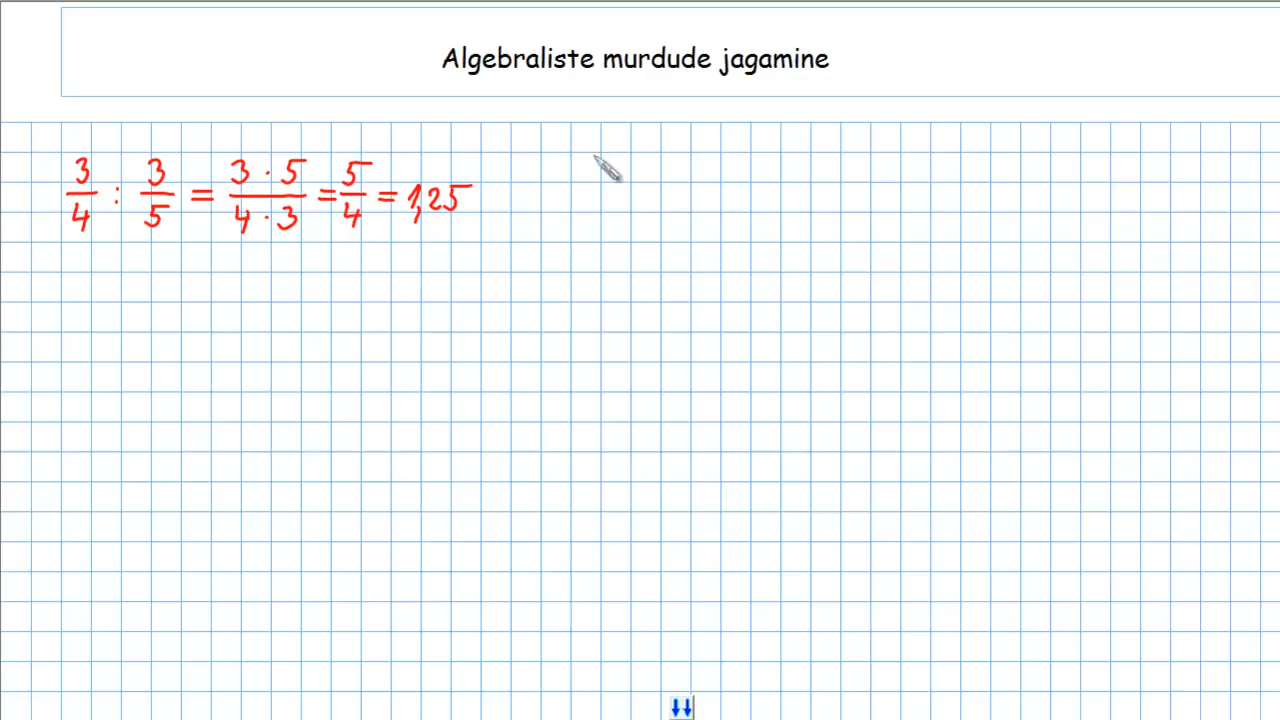 Algebraliste murdude jagamine
3/4 : 3/5 = 3 · 5/4 · 3 = 5/4 = 1,25